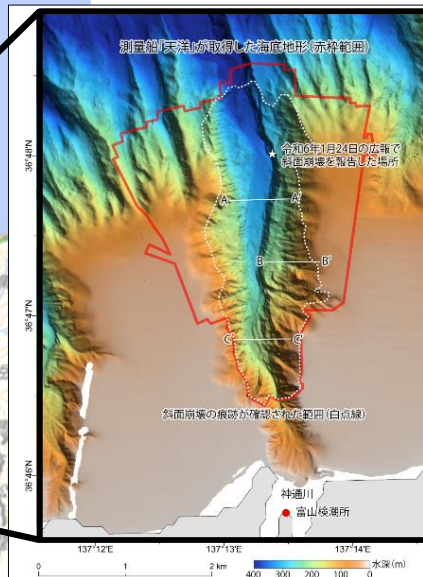 測量船「天洋」が取得した海底地形（赤枠範囲）
令和6年1月24日の広報で
斜面崩壊を報告した場所
36°48'N
A
A'
B
B'
36°47'N
C
C'
斜面崩壊の痕跡が確認された範囲（白点線）
36°46'N
神通川
富山検潮所
137°12'E
137°13'E
137°14'E
0
1
2 km
400
300
200
100
0
水深（m）